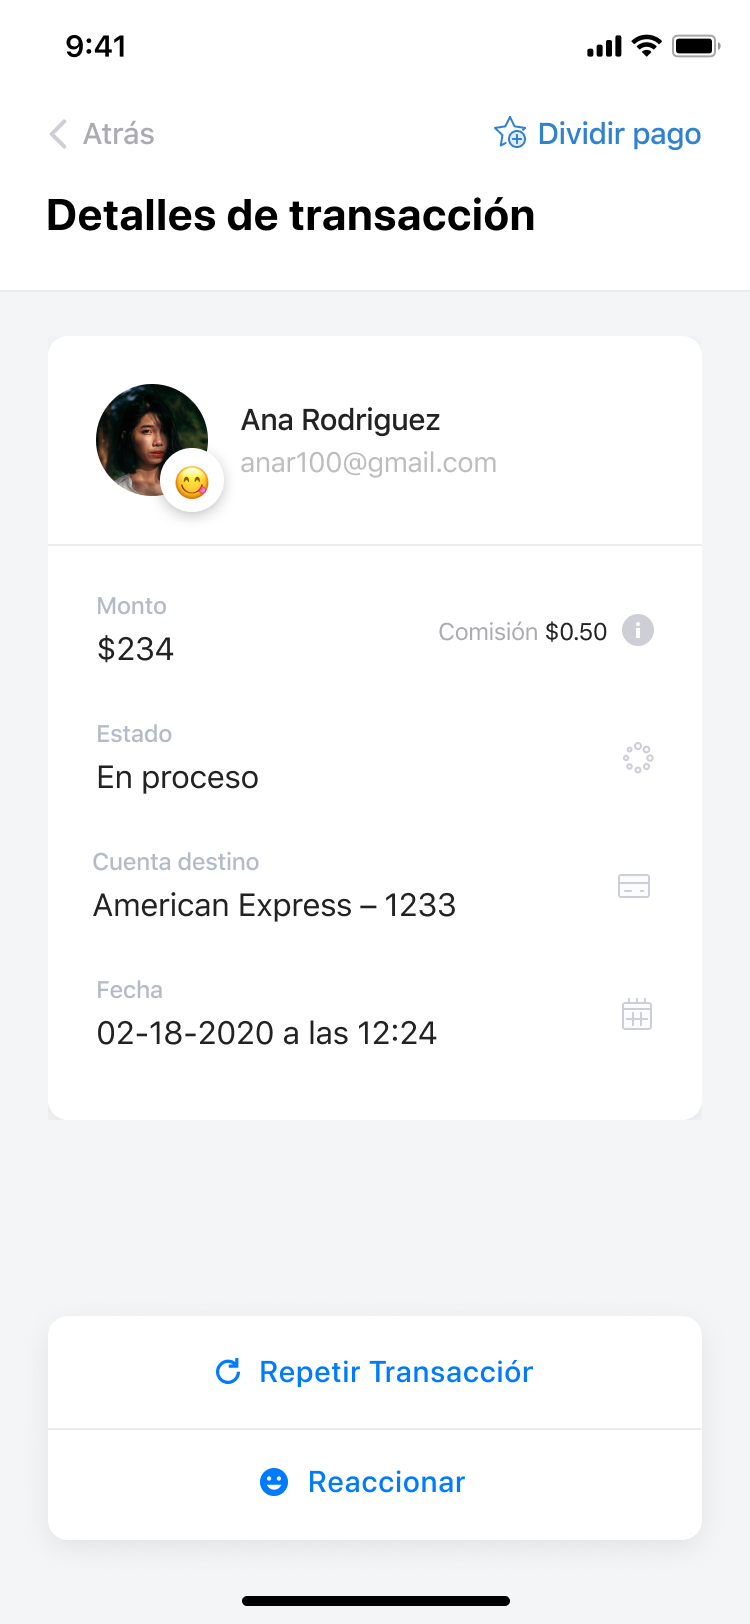 9:41
Atrás
Dividir pago
Detalles de transacción
Ana Rodriguez
anar100@gmail.com
Monto
$234
Comisión $0.50
Estado
En proceso
Cuenta destino
American Express – 1233
Fecha
02-18-2020 a las 12:24
Repetir Transacciór
Reaccionar